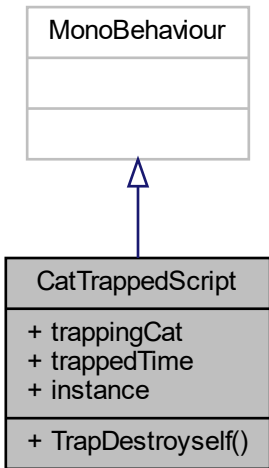 MonoBehaviour
CatTrappedScript
+ trappingCat
+ trappedTime
+ instance
+ TrapDestroyself()